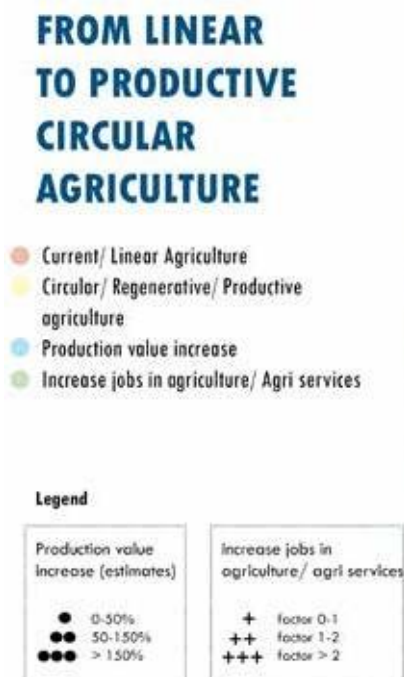 FROM LINEAR
TO PRODUCTIVE
CIRCULAR
AGRICULTURE
Current/ Linear Agriculture
Circular/ Regenerative/ Productive
agriculture
Production value increase
Increase jobs in agriculture/ Agri services
Legend
Production value
increase (estimates)
0-50%
50-150%
> 150%
Increase jobs in
agriculture/ agri services
+ factor 0-1
++ factor 1-2
+++ factor > 2